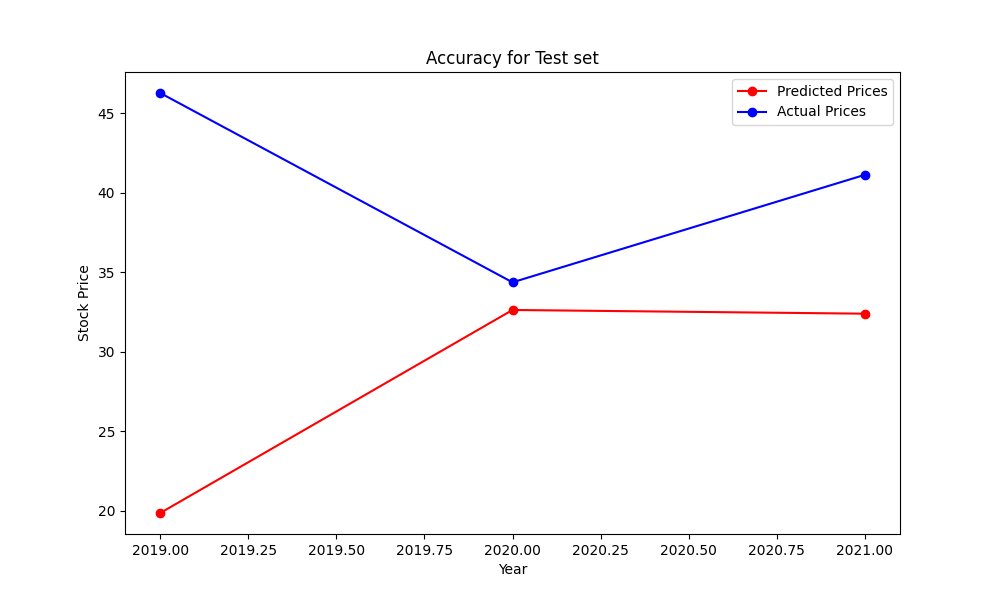 Accuracy for Test set
Predicted Prices
Actual Prices
45
40
35
30
25
20
Stock Price
2019.00 2019.25 2019.50 2019.75 2020.00 2020.25 2020.50 2020.75 2021.00
Year